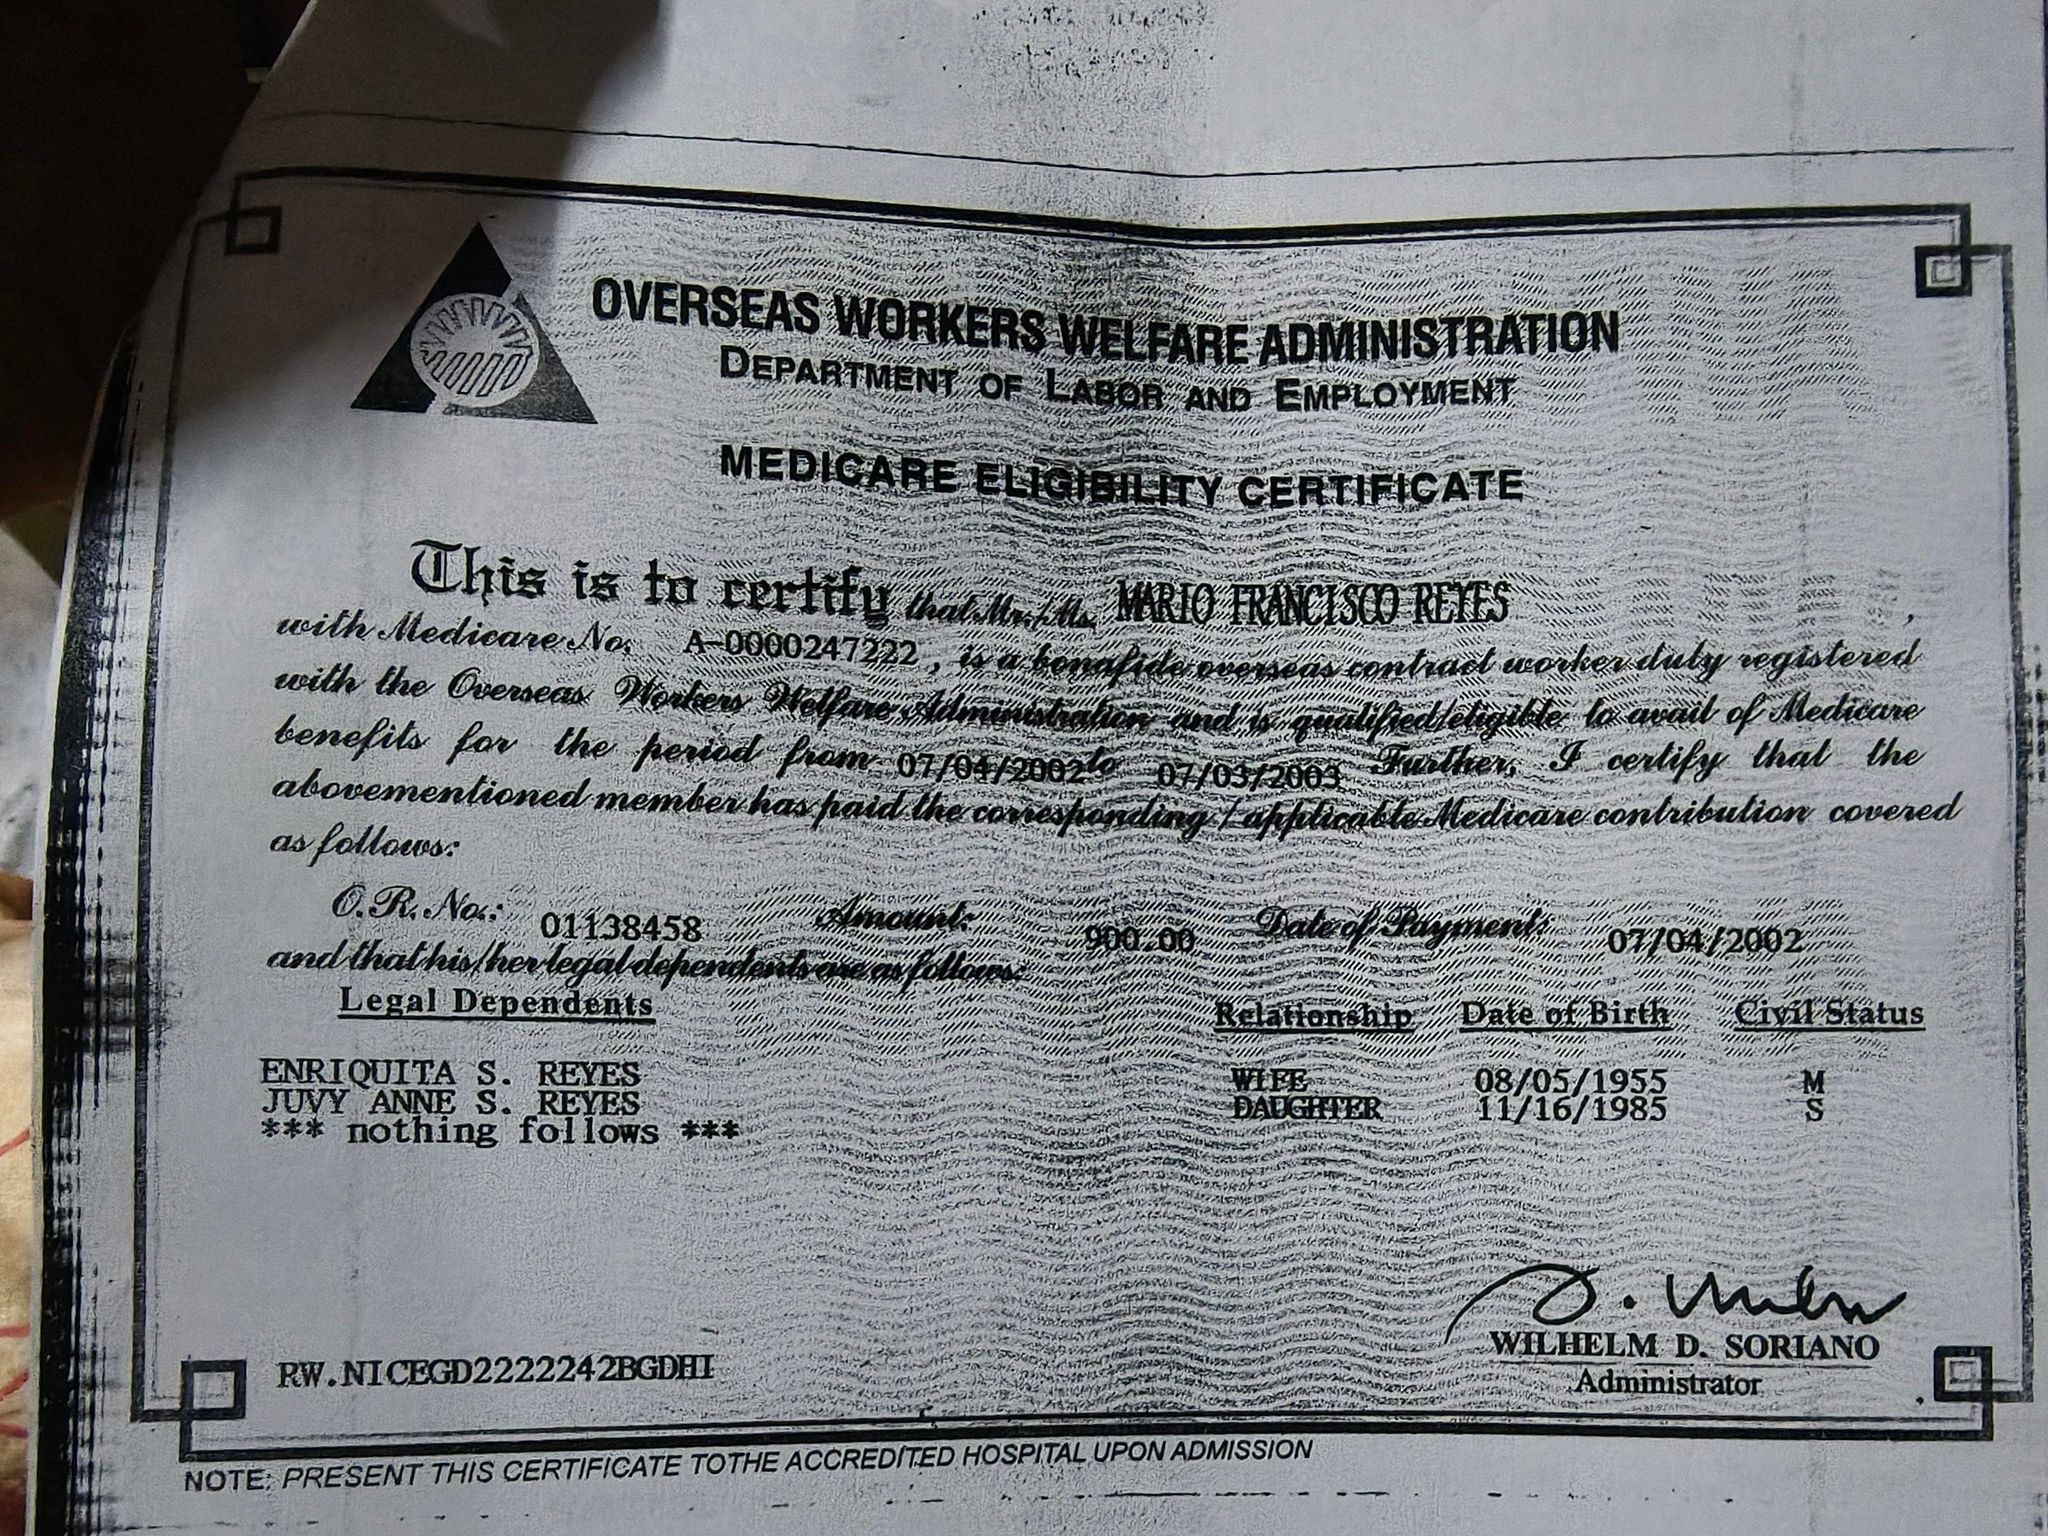 OVERSEAS WORKERS WELFARE ADMINISTRATION
DEPARTMENT OF LABOR AND EMPLOYMENT
MEDICARE ELIGIBILITY CERTIFICATE
This is to certify that Mr./Ms. MARIO FRANCISCO REYES ,
with Medicare No. A-0000247222, is a bonafide overseas contract worker duly registered
with the Overseas Workers Welfare Administration and is qualified/eligible to avail of Medicare
benefits for the period from 07/04/2002 to 07/03/2003 Further, I certify that the
abovementioned member has paid the corresponding / applicable Medicare contribution covered
as follows:
O.R. No.: 01138458 Amount: 900.00 Date of Payment: 07/04/2002
and that his/her legal dependents are as follows:
Legal Dependents Relationship Date of Birth Civil Status
ENRIQUITA S. REYES WIFE 08/05/1955 M
JUVY ANNE S. REYES DAUGHTER 11/16/1985 S
*** nothing follows ***
WILHELM D. SORIANO
Administrator
RW.NICEGD2222242BGDHI
NOTE: PRESENT THIS CERTIFICATE TO THE ACCREDITED HOSPITAL UPON ADMISSION